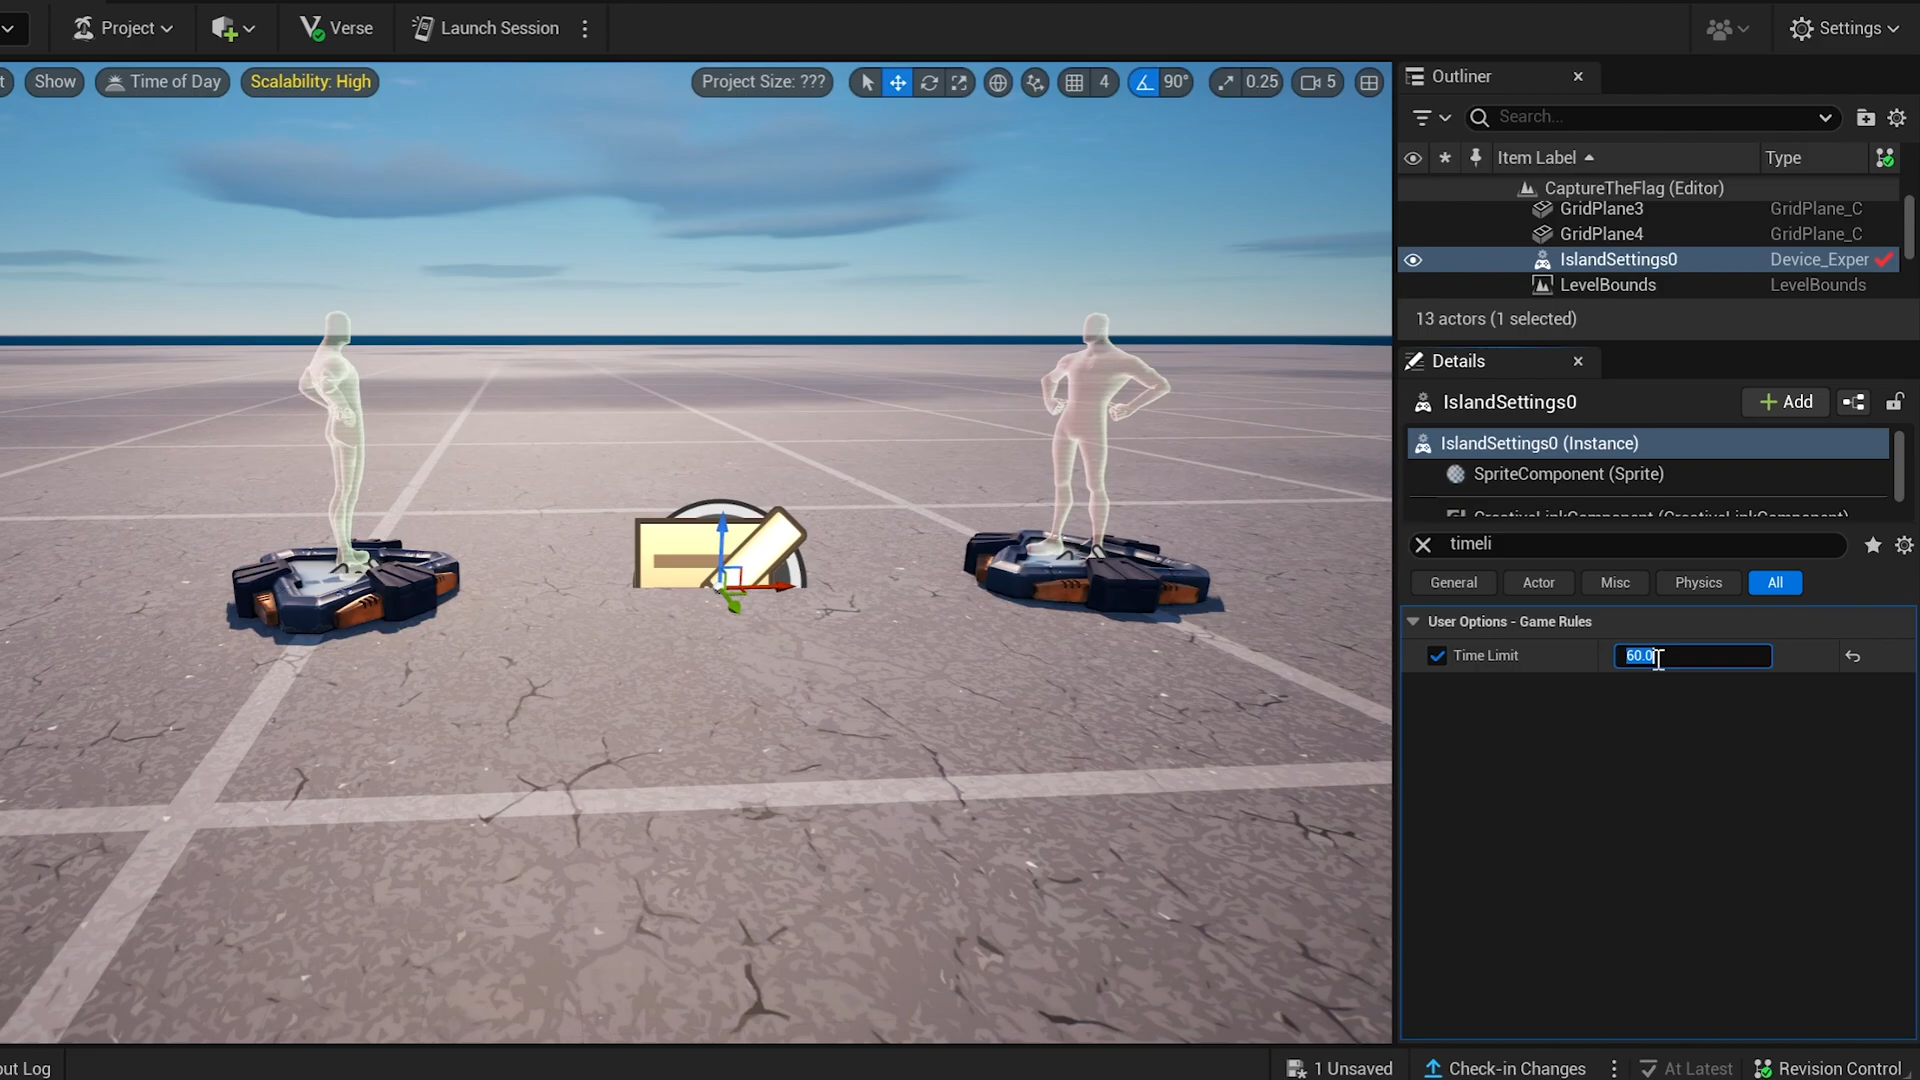 Project
Verse
Launch Session
Settings
Show
Time of Day
Scalability: High
Project Size: ???
4
90°
0.25
5
Outliner
Search...
Item Label
Type
CaptureTheFlag (Editor)
GridPlane3 GridPlane_C
GridPlane4 GridPlane_C
IslandSettings0 Device_Exper
LevelBounds LevelBounds
13 actors (1 selected)
Details
IslandSettings0
Add
IslandSettings0 (Instance)
SpriteComponent (Sprite)
CreativeLinkComponent (CreativeLinkComponent)
timeli
General
Actor
Misc
Physics
All
User Options - Game Rules
Time Limit
60.0
put Log
1 Unsaved
Check-in Changes
At Latest
Revision Control